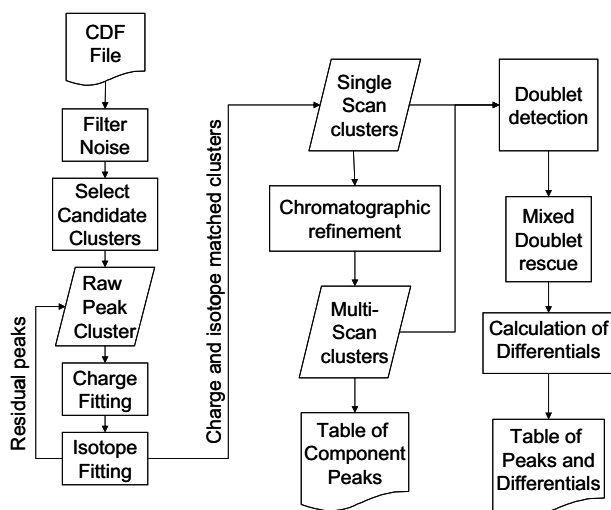 CDF
File
Filter
Noise
Select
Candidate
Clusters
Raw
Peak
Cluster
Charge
Fitting
Isotope
Fitting
Residual peaks
Charge and isotope matched clusters
Single
Scan
clusters
Chromatographic
refinement
Multi-
Scan
clusters
Table of
Component
Peaks
Doublet
detection
Mixed
Doublet
rescue
Calculation of
Differentials
Table of
Peaks and
Differentials